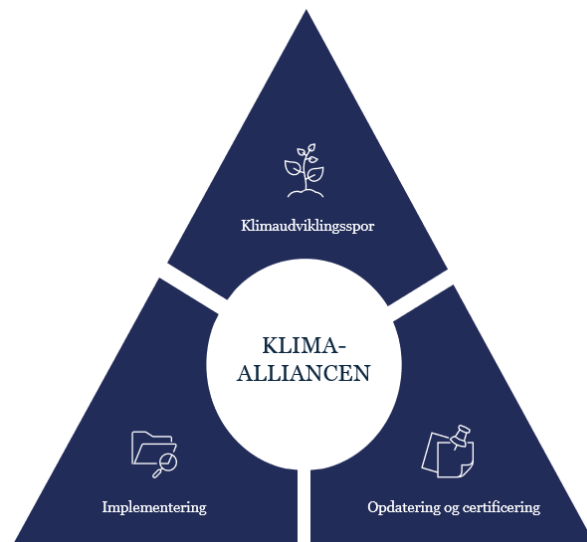 Klimaudviklingsspor
KLIMA-
ALLIANCEN
Implementering
Opdatering og certificering